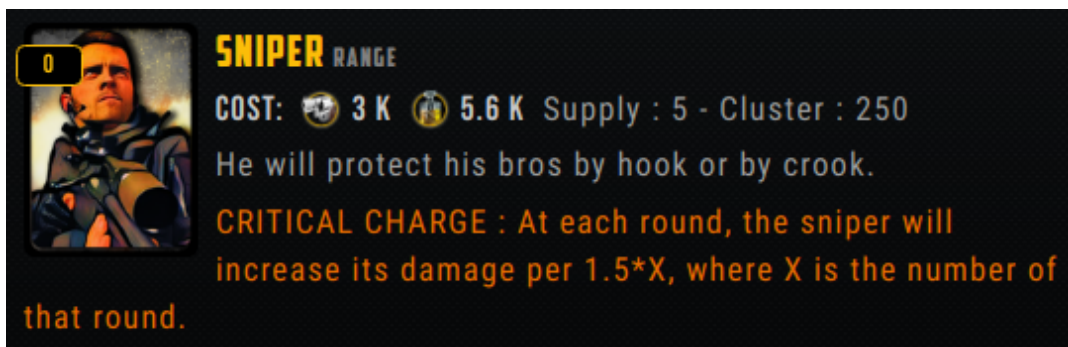 0
SNIPER RANGE
COST: 3 K 5.6 K Supply : 5 - Cluster : 250
He will protect his bros by hook or by crook.
CRITICAL CHARGE : At each round, the sniper will
increase its damage per 1.5*X, where X is the number of
that round.